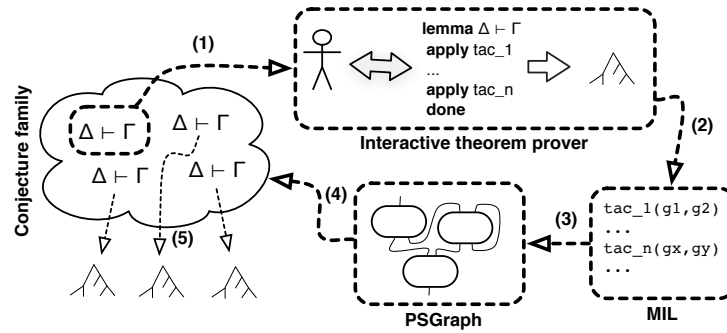 (1)
lemma Δ ⊢ Γ
apply tac_1
...
apply tac_n
done
Interactive theorem prover
(2)
Conjecture family
Δ ⊢ Γ
Δ ⊢ Γ
Δ ⊢ Γ
Δ ⊢ Γ
(5)
(4)
PSGraph
(3)
tac_1(g1,g2)
...
tac_n(gx,gy)
...
MIL